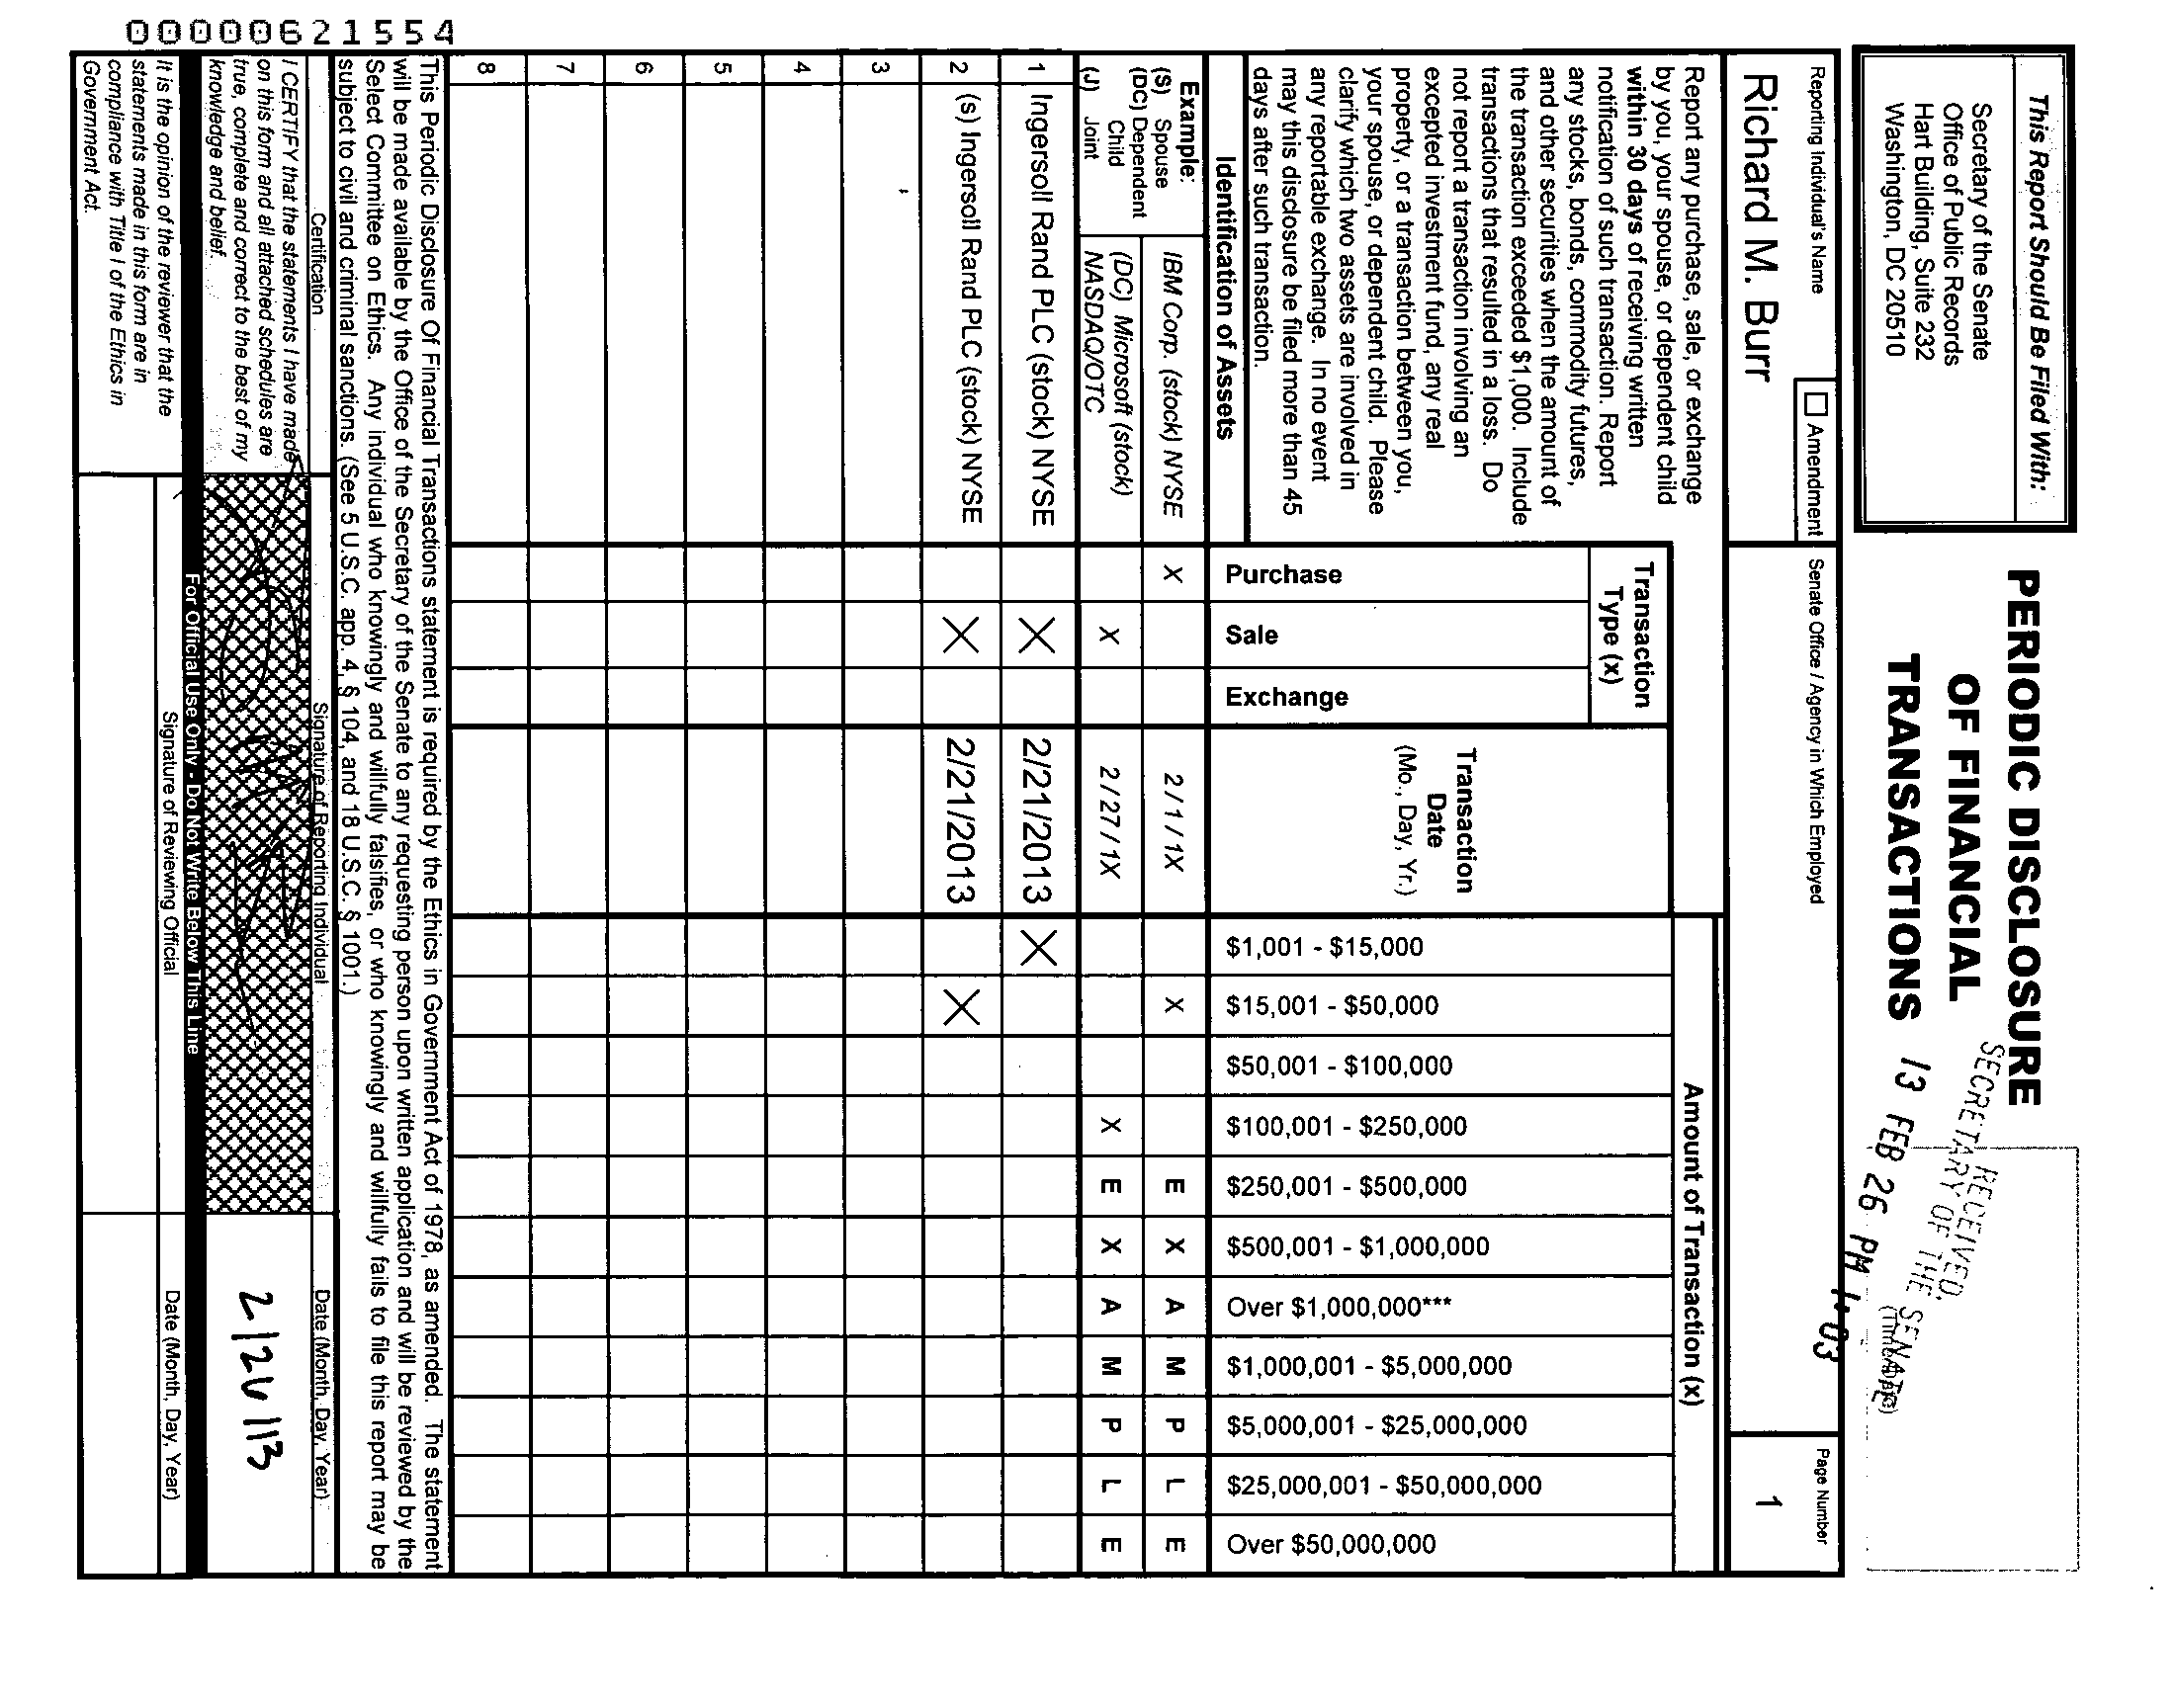 00000621554
This Report Should Be Filed With:
Secretary of the Senate
Office of Public Records
Hart Building, Suite 232
Washington, DC 20510
PERIODIC DISCLOSURE
OF FINANCIAL
TRANSACTIONS
RECEIVED,
SECRETARY OF THE SENATE
13 FEB 26 PM 1:03
Reporting Individual's Name
Amendment
Senate Office / Agency in Which Employed
Page Number
Richard M. Burr
1
Report any purchase, sale, or exchange
by you, your spouse, or dependent child
within 30 days of receiving written
notification of such transaction. Report
any stocks, bonds, commodity futures,
and other securities when the amount of
the transaction exceeded $1,000. Include
transactions that resulted in a loss. Do
not report a transaction involving an
excepted investment fund, any real
property, or a transaction between you,
your spouse, or dependent child. Please
clarify which two assets are involved in
any reportable exchange. In no event
may this disclosure be filed more than 45
days after such transaction.
Identification of Assets
Transaction
Type (x)
Purchase
Sale
Exchange
Transaction
Date
(Mo., Day, Yr.)
Amount of Transaction (x)
$1,001 - $15,000
$15,001 - $50,000
$50,001 - $100,000
$100,001 - $250,000
$250,001 - $500,000
$500,001 - $1,000,000
Over $1,000,000***
$1,000,001 - $5,000,000
$5,000,001 - $25,000,000
$25,000,001 - $50,000,000
Over $50,000,000
Example:
(S) Spouse
(DC) Dependent
Child
(J) Joint
IBM Corp. (stock) NYSE X 2/1/1X X E X A M P L E
(DC) Microsoft (stock)
NASDAQ/OTC X 2/27/1X X E X A M P L E
1 Ingersoll Rand PLC (stock) NYSE X 2/21/2013 X
2 (s) Ingersoll Rand PLC (stock) NYSE X 2/21/2013 X
3
4
5
6
7
8
This Periodic Disclosure Of Financial Transactions statement is required by the Ethics in Government Act of 1978, as amended. The statement
will be made available by the Office of the Secretary of the Senate to any requesting person upon written application and will be reviewed by the
Select Committee on Ethics. Any individual who knowingly and willfully falsifies, or who knowingly and willfully fails to file this report may be
subject to civil and criminal sanctions. (See 5 U.S.C. app. 4, § 104, and 18 U.S.C. § 1001.)
Certification
Signature of Reporting Individual
Date (Month, Day, Year)
I CERTIFY that the statements I have made
on this form and all attached schedules are
true, complete and correct to the best of my
knowledge and belief.
For Official Use Only - Do Not Write Below This Line
It is the opinion of the reviewer that the
statements made in this form are in
compliance with Title I of the Ethics in
Government Act.
Signature of Reviewing Official
Date (Month, Day, Year)